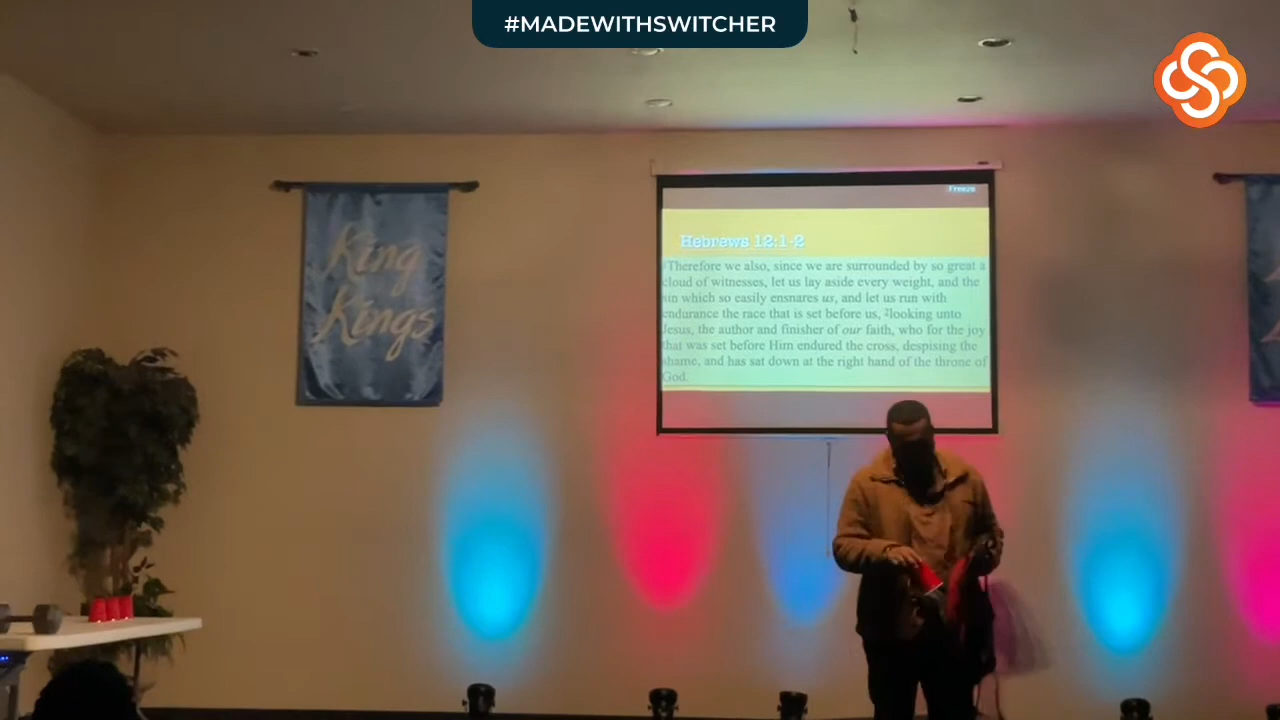 #MADEWITHSWITCHER
Freeze
Hebrews 12:1-2
Therefore we also, since we are surrounded by so great a
cloud of witnesses, let us lay aside every weight, and the
sin which so easily ensnares us, and let us run with
endurance the race that is set before us, 2looking unto
Jesus, the author and finisher of our faith, who for the joy
that was set before Him endured the cross, despising the
shame, and has sat down at the right hand of the throne of
God.
King
Kings